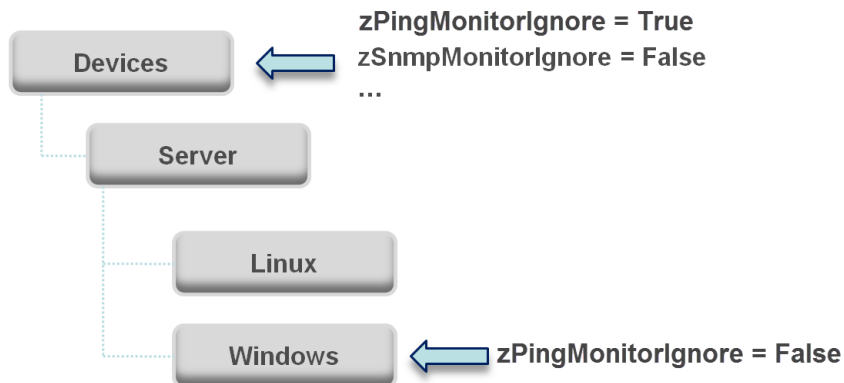 zPingMonitorIgnore = True
Devices
zSnmpMonitorIgnore = False
...
Server
Linux
Windows
zPingMonitorIgnore = False